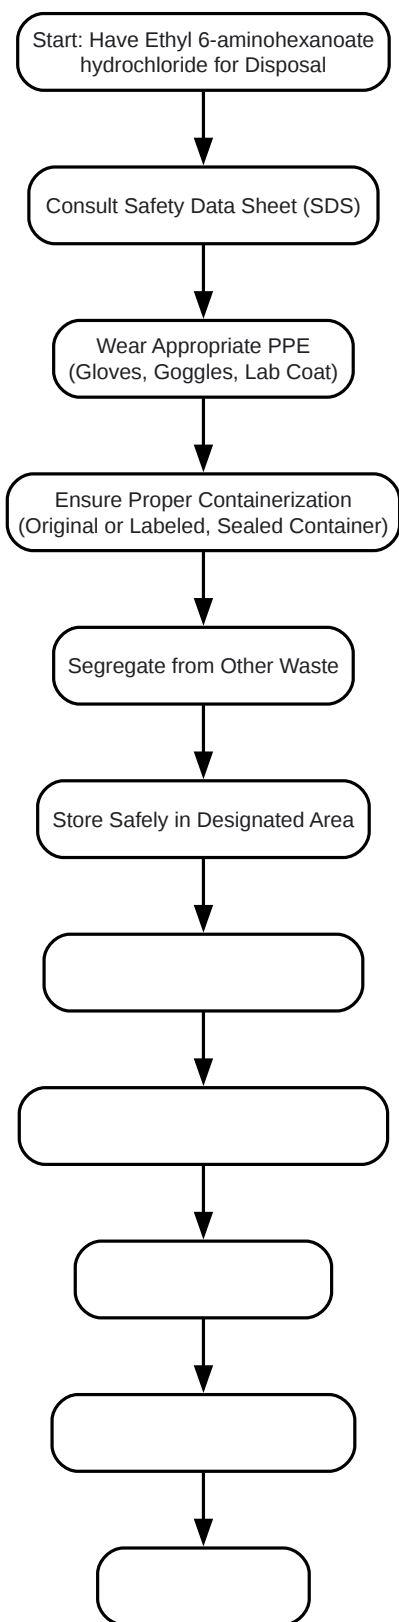 Start: Have Ethyl 6-aminohexanoate
hydrochloride for Disposal
Consult Safety Data Sheet (SDS)
Wear Appropriate PPE
(Gloves, Goggles, Lab Coat)
Ensure Proper Containerization
(Original or Labeled, Sealed Container)
Segregate from Other Waste
Store Safely in Designated Area